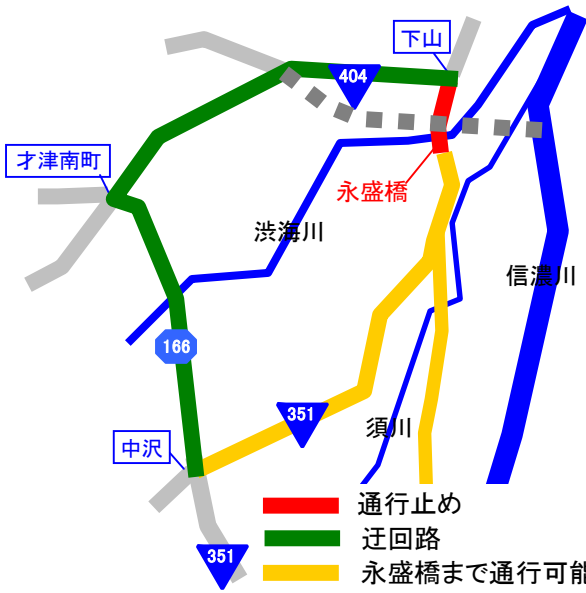 下山
404
才津南町
永盛橋
渋海川
信濃川
166
351
須川
中沢
通行止め
迂回路
351
永盛橋まで通行可能